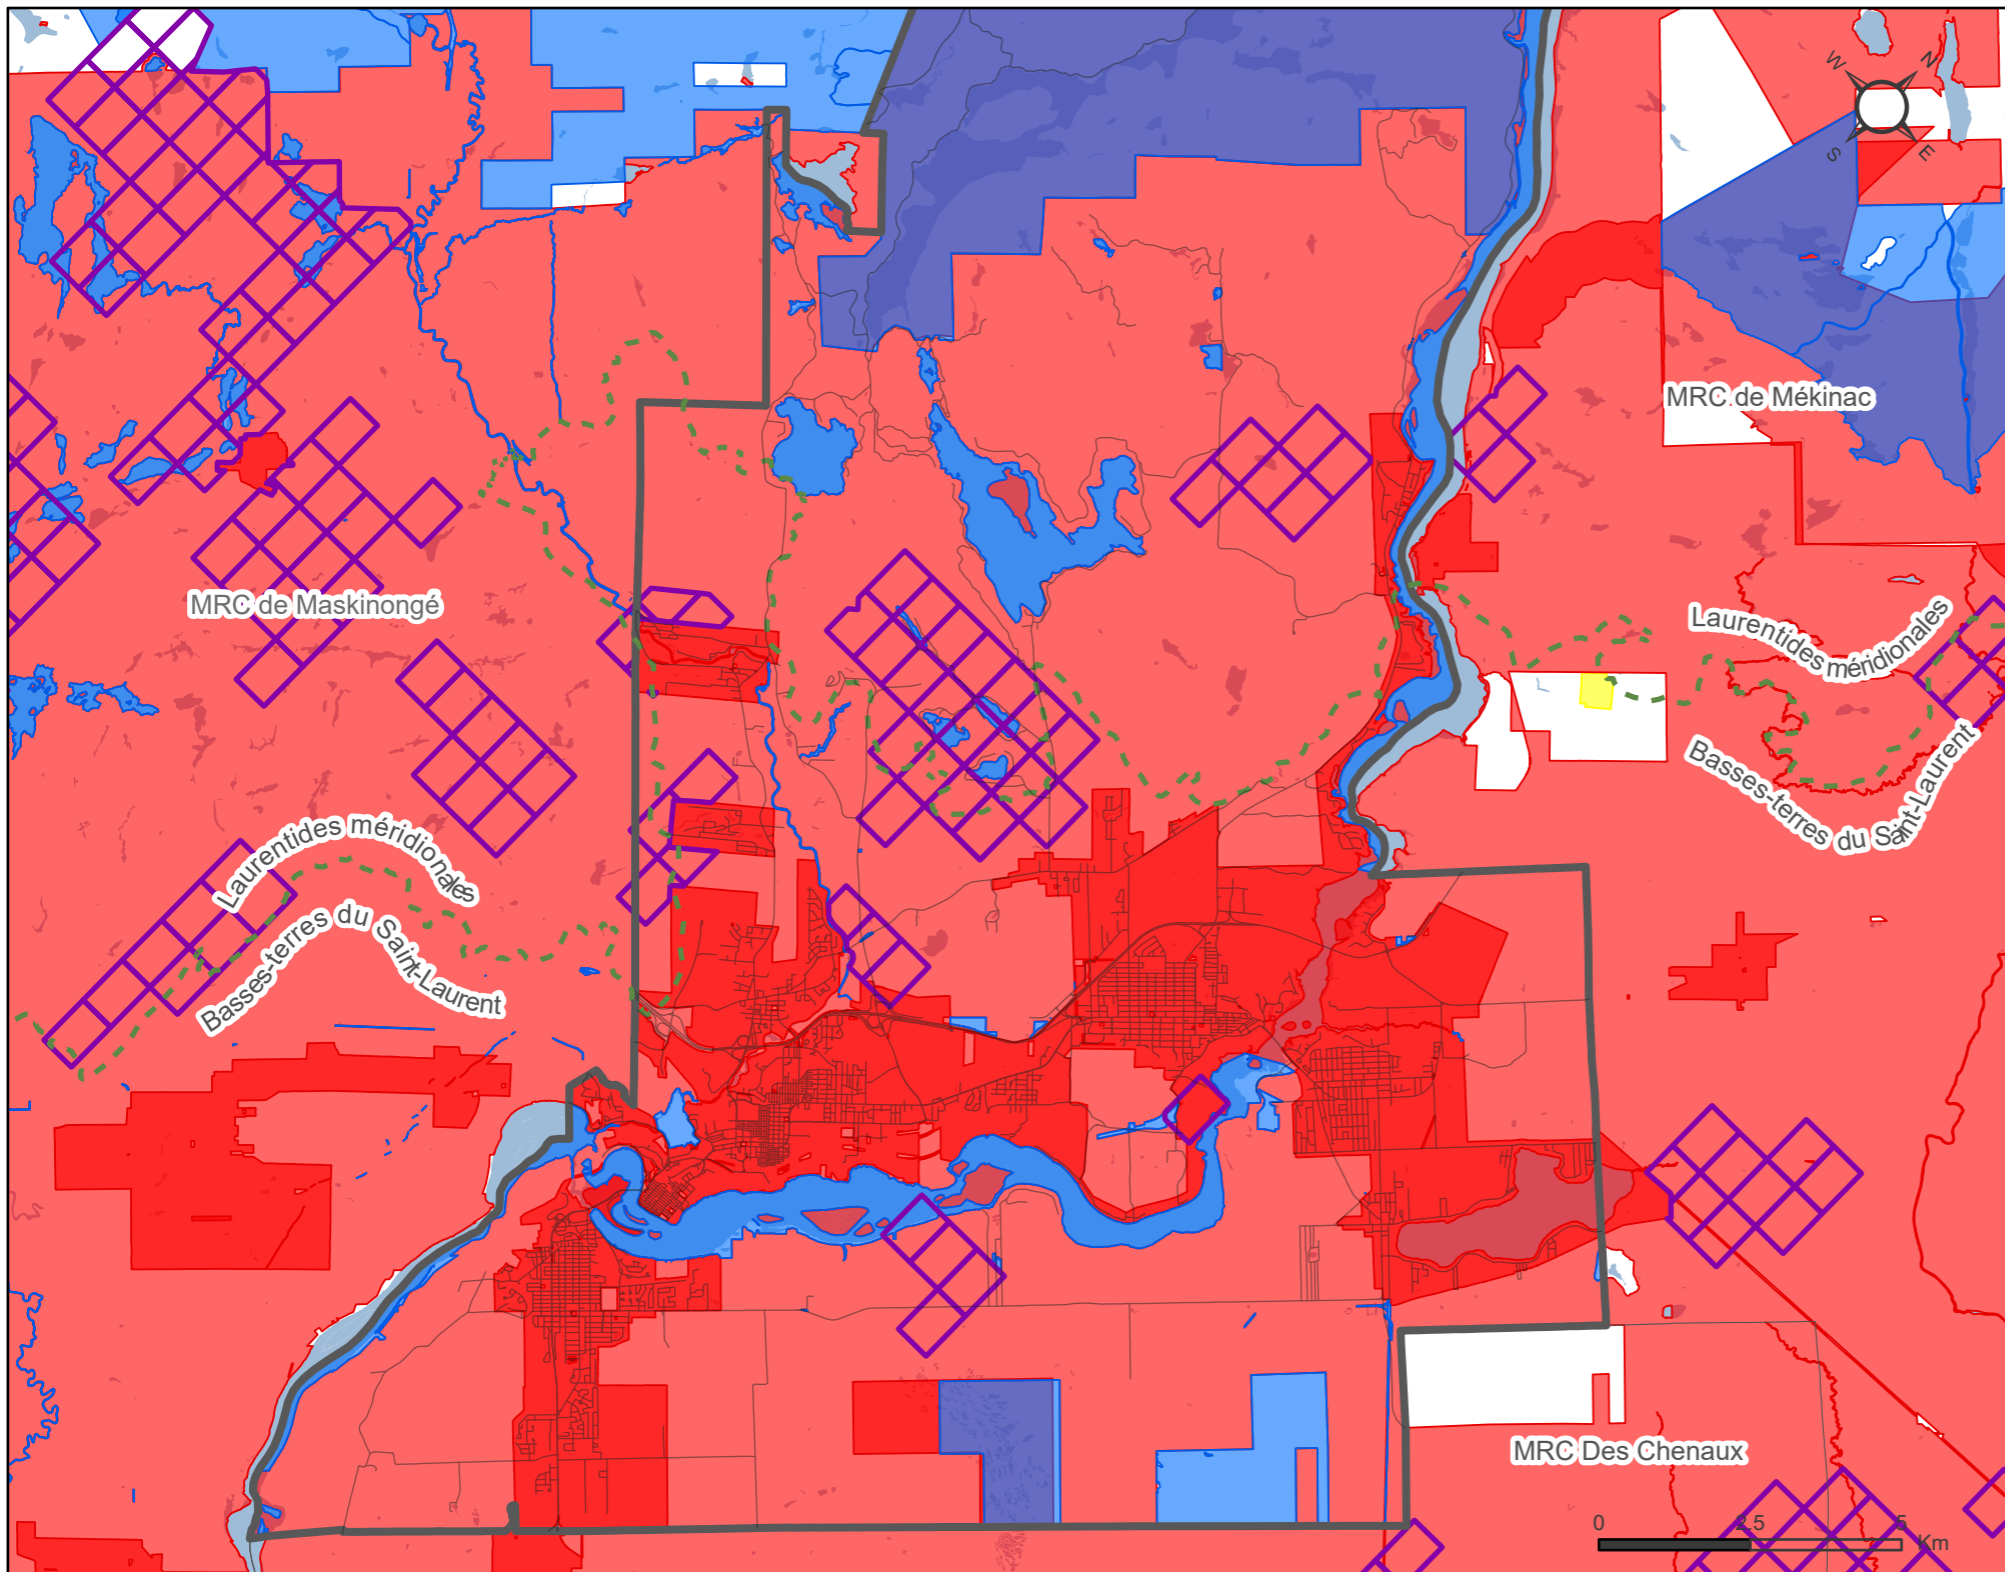 W
N
S
E
MRC de Mékinac
MRC de Maskinongé
Laurentides méridionales
Basses-terres du Saint-Laurent
Laurentides méridionales
Basses-terres du Saint-Laurent
MRC Des Chenaux
0 2.5 5 Km